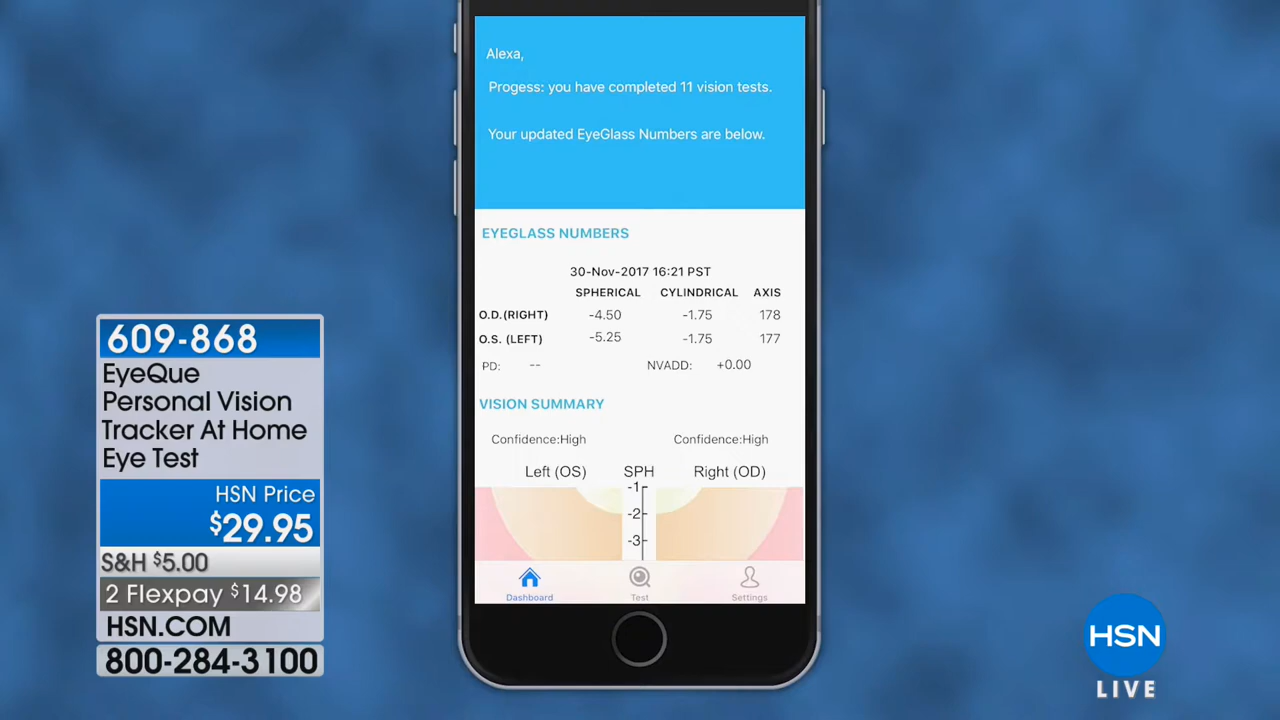 Alexa,
Progess: you have completed 11 vision tests.
Your updated EyeGlass Numbers are below.
EYEGLASS NUMBERS
30-Nov-2017 16:21 PST
SPHERICAL CYLINDRICAL AXIS
O.D.(RIGHT) -4.50 -1.75 178
O.S. (LEFT) -5.25 -1.75 177
PD: -- NVADD: +0.00
VISION SUMMARY
Confidence:High Confidence:High
Left (OS) SPH Right (OD)
-1
-2
-3
Dashboard Test Settings
609-868
EyeQue
Personal Vision
Tracker At Home
Eye Test
HSN Price
$29.95
S&H $5.00
2 Flexpay $14.98
HSN.COM
800-284-3100
HSN
LIVE